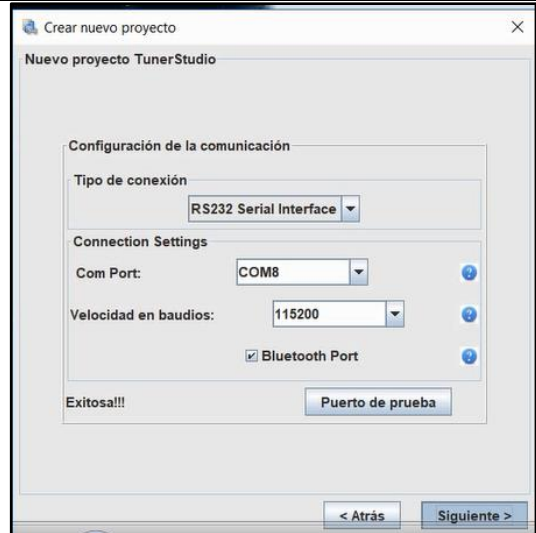 Crear nuevo proyecto
Nuevo proyecto TunerStudio
Configuración de la comunicación
Tipo de conexión
RS232 Serial Interface
Connection Settings
Com Port: COM8
Velocidad en baudios: 115200
Bluetooth Port
Exitosa!!! Puerto de prueba
< Atrás Siguiente >